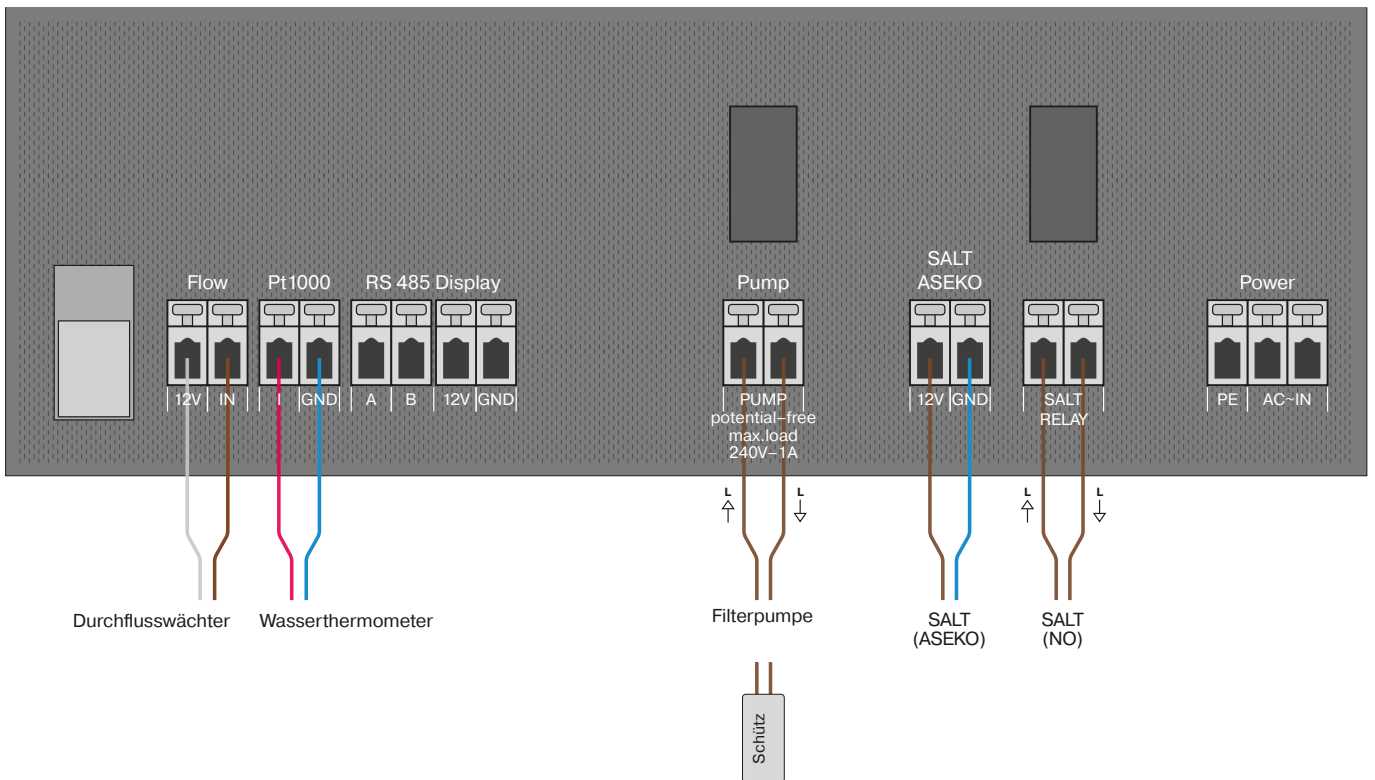 SALT
Flow Pt1000 RS 485 Display Pump ASEKO Power
12V IN I GND A B 12V GND PUMP 12V GND SALT PE AC~IN
potential-free RELAY
max.load
240V-1A
L L L L
Durchflusswächter Wasserthermometer Filterpumpe SALT SALT
(ASEKO) (NO)
Schütz